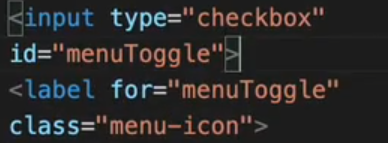 <input type="checkbox"
id="menuToggle">
<label for="menuToggle"
class="menu-icon">